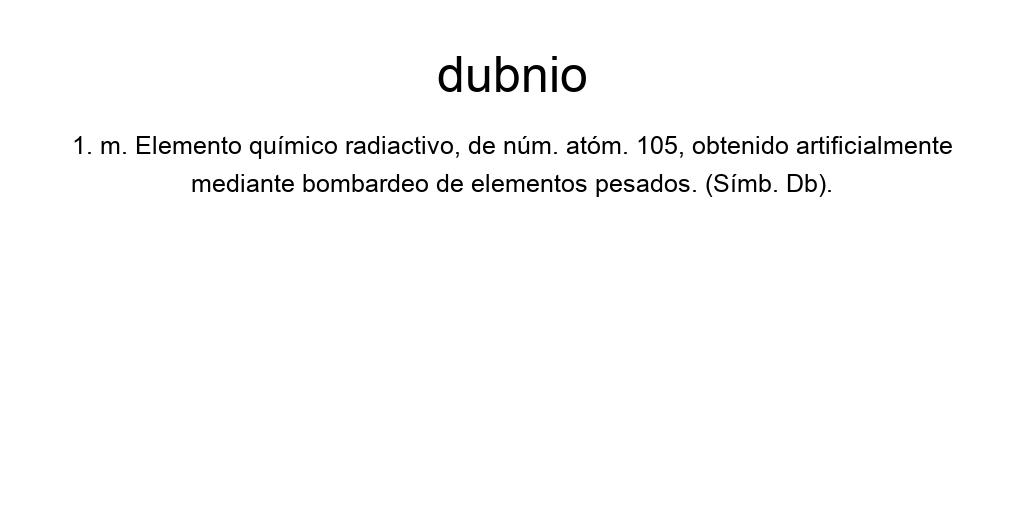 dubnio
1. m. Elemento químico radiactivo, de núm. atóm. 105, obtenido artificialmente
mediante bombardeo de elementos pesados. (Símb. Db).